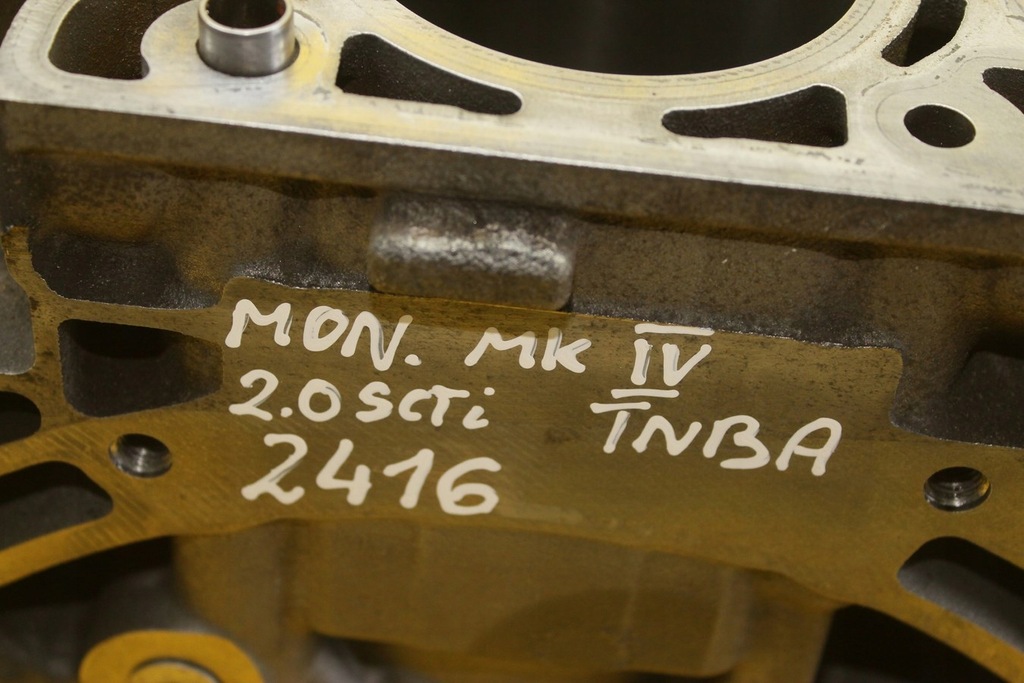 MON. MK IV
2.0 SCTi TNBA
2416